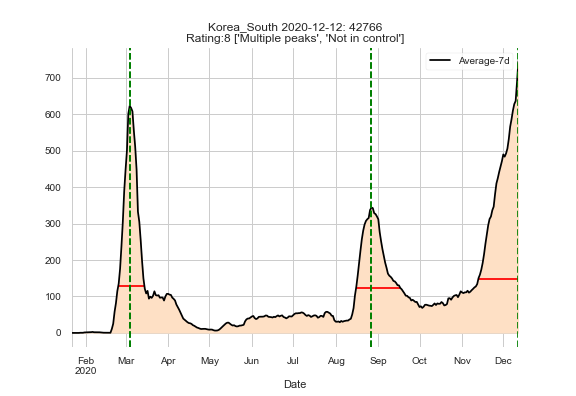 Korea_South 2020-12-12: 42766
Rating:8 ['Multiple peaks', 'Not in control']
Average-7d
700
600
500
400
300
200
100
0
Feb Mar Apr May Jun Jul Aug Sep Oct Nov Dec
2020
Date